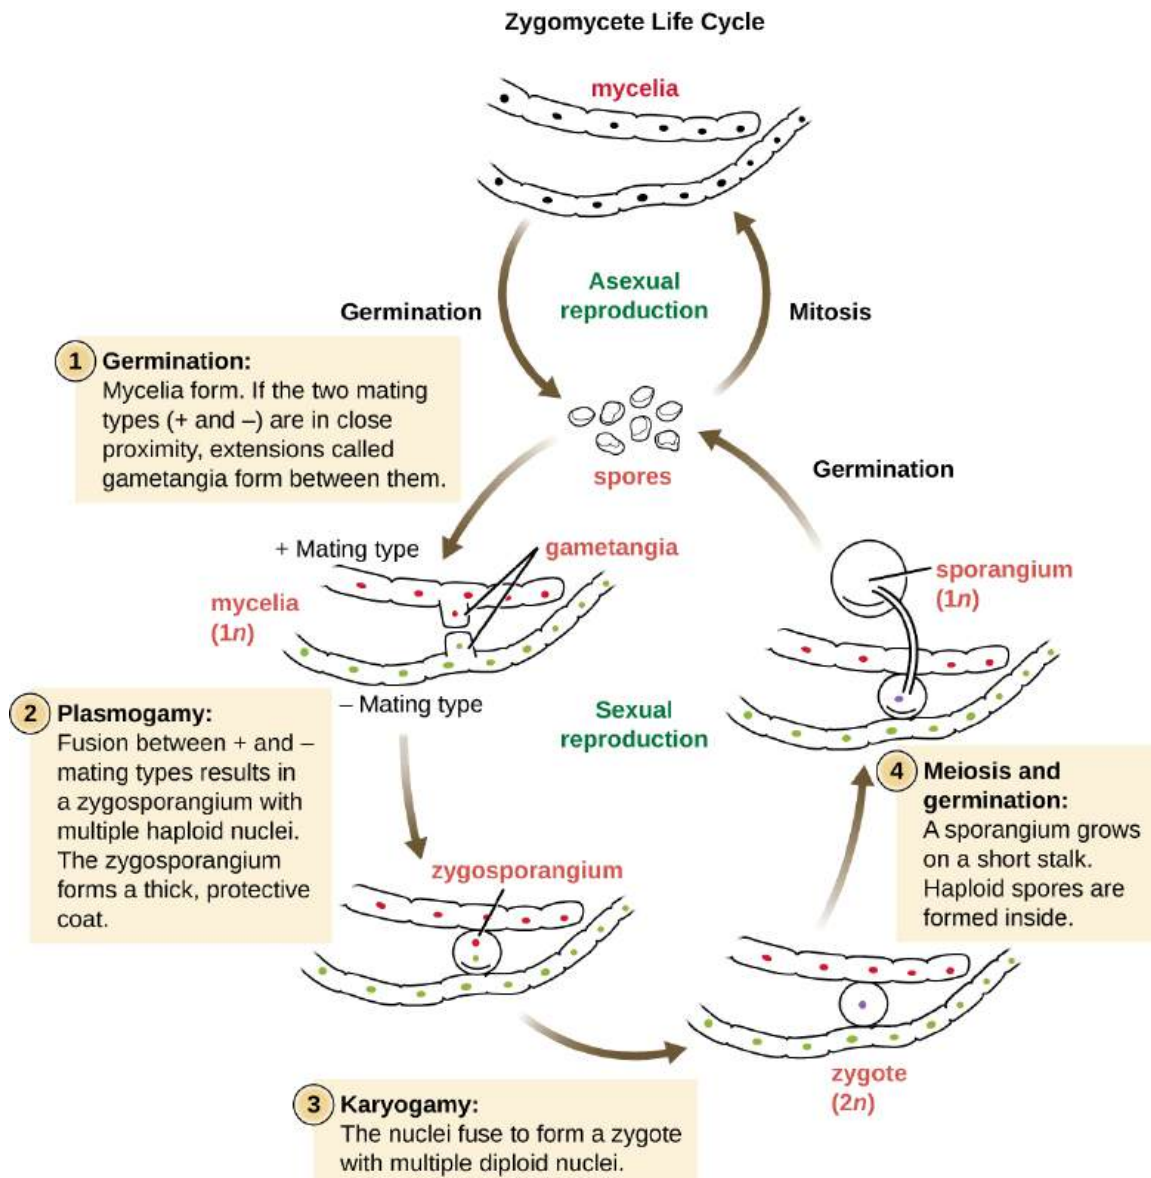 Zygomycete Life Cycle
mycelia
Asexual
reproduction
Germination
Mitosis
1 Germination:
Mycelia form. If the two mating
types (+ and –) are in close
proximity, extensions called
gametangia form between them.
spores
Germination
+ Mating type
gametangia
mycelia
(1n)
– Mating type
sporangium
(1n)
Sexual
reproduction
2 Plasmogamy:
Fusion between + and –
mating types results in
a zygosporangium with
multiple haploid nuclei.
The zygosporangium
forms a thick, protective
coat.
4 Meiosis and
germination:
A sporangium grows
on a short stalk.
Haploid spores are
formed inside.
zygosporangium
zygote
(2n)
3 Karyogamy:
The nuclei fuse to form a zygote
with multiple diploid nuclei.